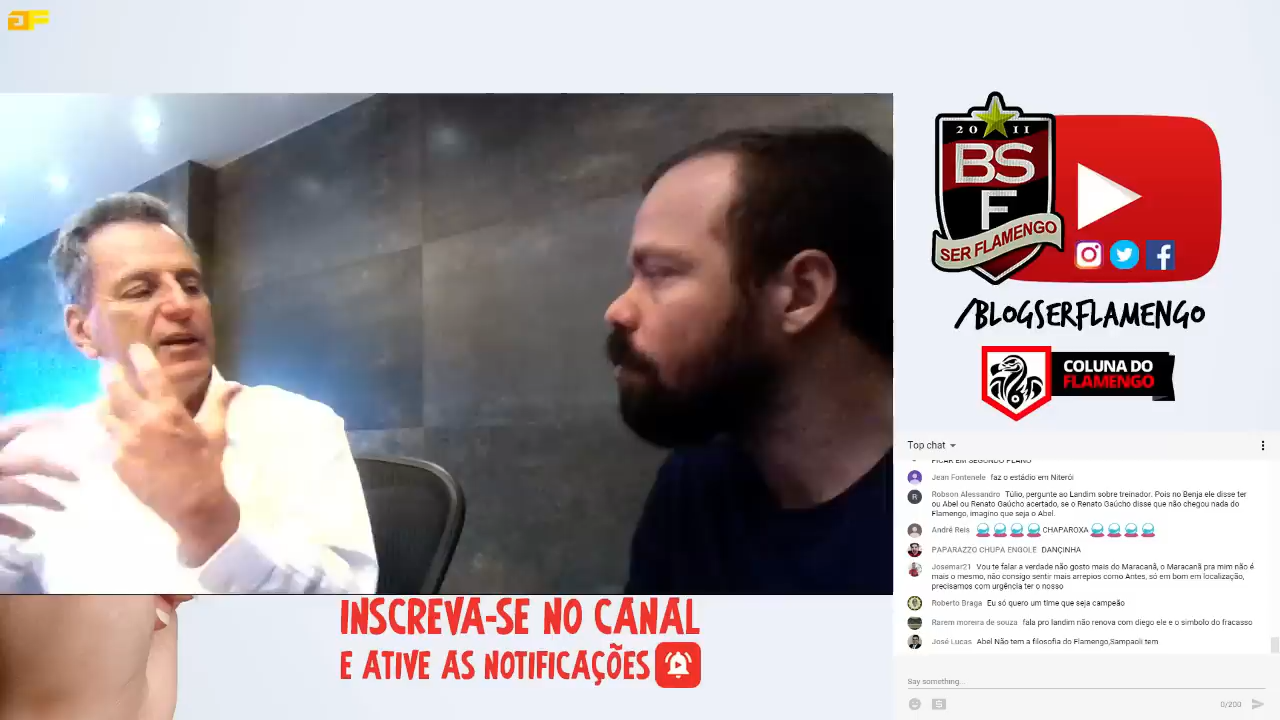 GF
2011
BS
F
SER FLAMENGO
/BLOGSERFLAMENGO
COLUNA DO
FLAMENGO
Top chat
FICAR EM SEGUNDO PLANO
Jean Fontenele faz o estádio em Niterói
Robson Alessandro Túlio, pergunte ao Landim sobre treinador. Pois no Benja ele disse ter
ou Abel ou Renato Gaúcho acertado, se o Renato Gaúcho disse que não chegou nada do
Flamengo, imagino que seja o Abel.
André Reis CHAPAROXA
PAPARAZZO CHUPA ENGOLE DANÇINHA
Josemar21 Vou te falar a verdade não gosto mais do Maracanã, o Maracanã pra mim não é
mais o mesmo, não consigo sentir mais arrepios como Antes, só em bom em localização,
precisamos com urgência ter o nosso
Roberto Braga Eu só quero um time que seja campeão
Rarem moreira de souza fala pro landim não renova com diego ele e o simbolo do fracasso
José Lucas Abel Não tem a filosofia do Flamengo,Sampaoli tem
Say something...
0/200
INSCREVA-SE NO CANAL
E ATIVE AS NOTIFICAÇÕES